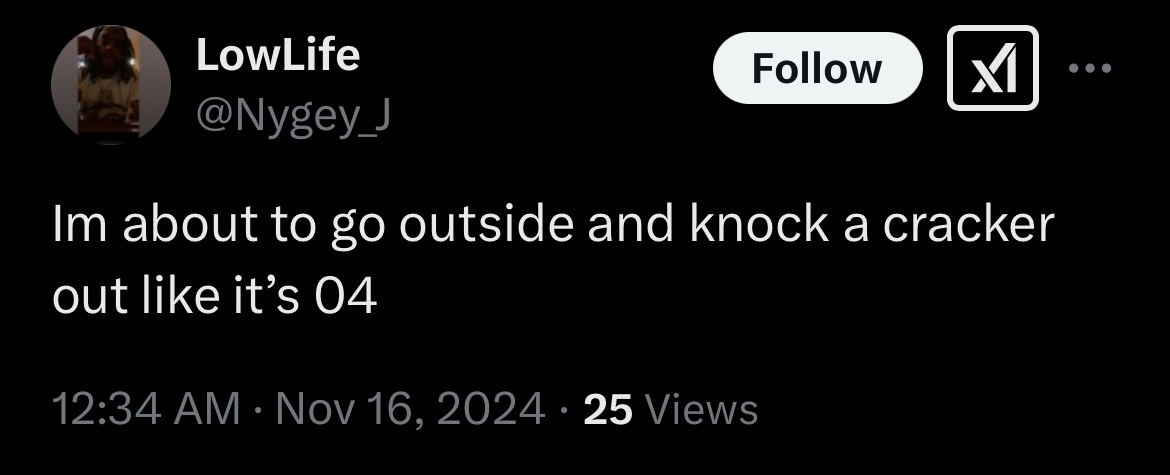 LowLife
@Nygey_J
Follow
Im about to go outside and knock a cracker
out like it’s 04
12:34 AM · Nov 16, 2024 · 25 Views